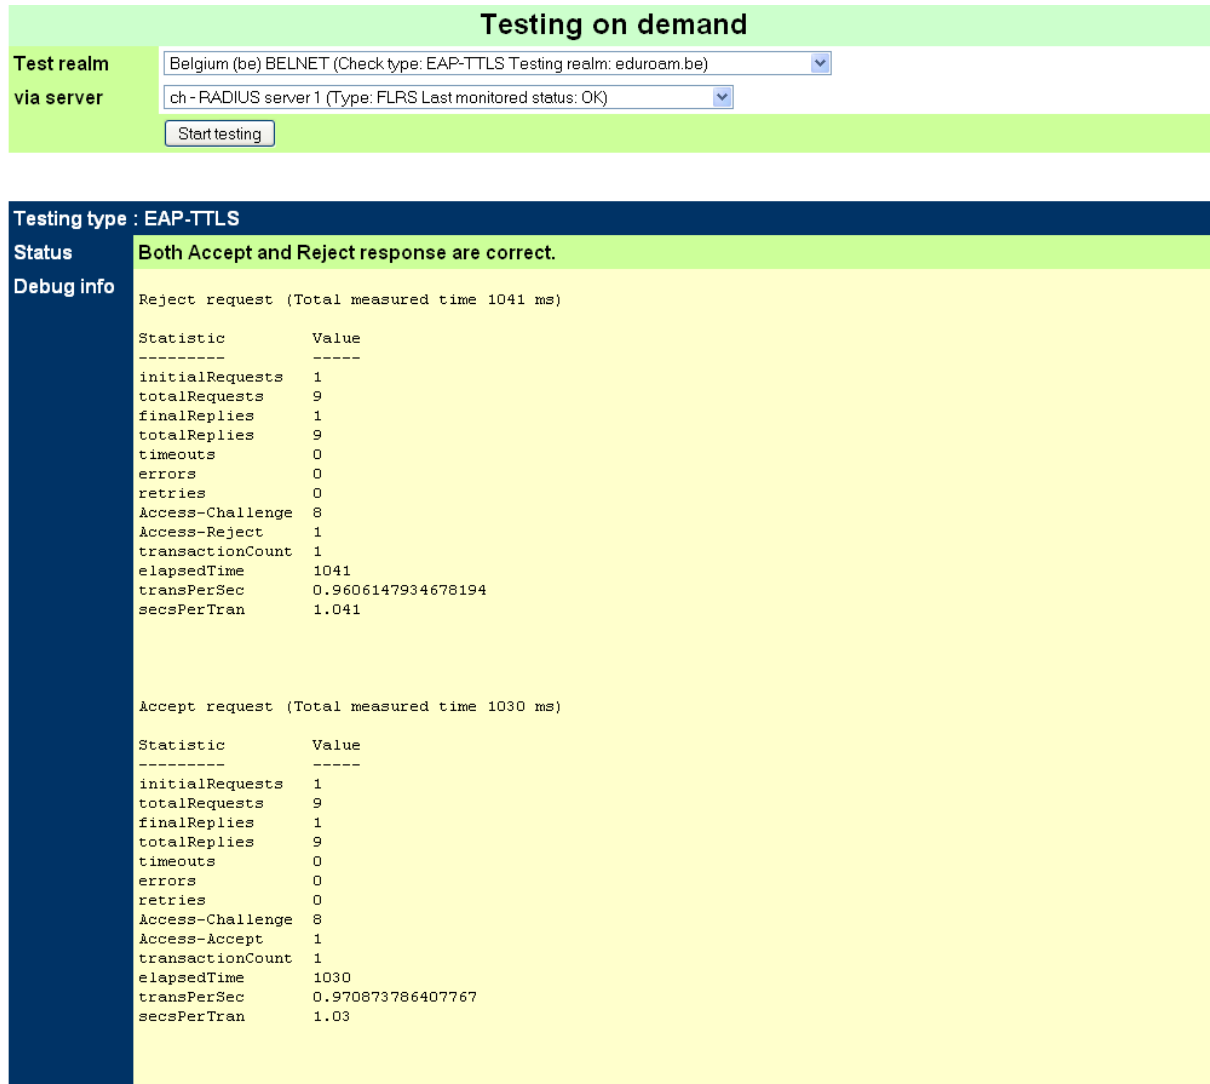 Testing on demand
Test realm Belgium (be) BELNET (Check type: EAP-TTLS Testing realm: eduroam.be)
via server ch - RADIUS server 1 (Type: FLRS Last monitored status: OK)
Start testing
Testing type : EAP-TTLS
Status Both Accept and Reject response are correct.
Debug info
Reject request (Total measured time 1041 ms)
Statistic Value
--------- -----
initialRequests 1
totalRequests 9
finalReplies 1
totalReplies 9
timeouts 0
errors 0
retries 0
Access-Challenge 8
Access-Reject 1
transactionCount 1
elapsedTime 1041
transPerSec 0.9606147934678194
secsPerTran 1.041
Accept request (Total measured time 1030 ms)
Statistic Value
--------- -----
initialRequests 1
totalRequests 9
finalReplies 1
totalReplies 9
timeouts 0
errors 0
retries 0
Access-Challenge 8
Access-Accept 1
transactionCount 1
elapsedTime 1030
transPerSec 0.970873786407767
secsPerTran 1.03